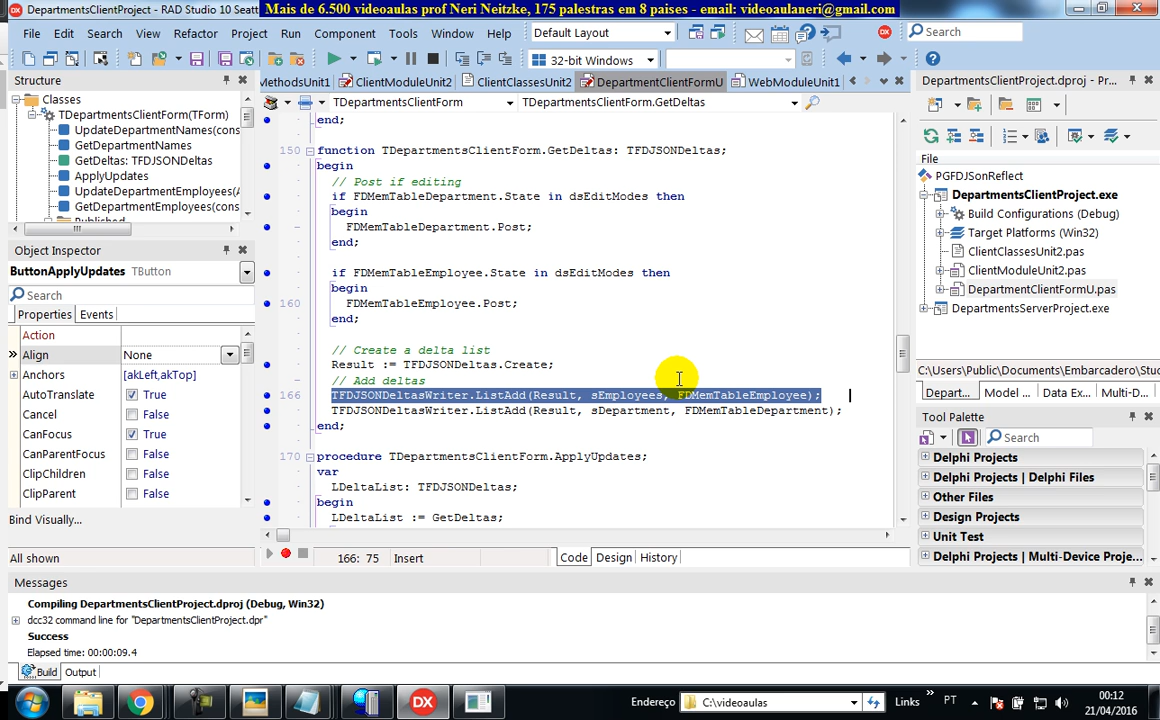 DepartmentsClientProject - RAD Studio 10 Seatt
Mais de 6.500 videoaulas prof Neri Neitzke, 175 palestras em 8 paises - email: videoaulaneri@gmail.com
File Edit Search View Refactor Project Run Component Tools Window Help
Default Layout
Search
32-bit Windows
Structure
Classes
TDepartmentsClientForm(TForm)
UpdateDepartmentNames(cons
GetDepartmentNames
GetDeltas: TFDJSONDeltas
ApplyUpdates
UpdateDepartmentEmployees(A
GetDepartmentEmployees(cons
Published
Object Inspector
ButtonApplyUpdates TButton
Search
Properties Events
Action
Align None
Anchors [akLeft,akTop]
AutoTranslate True
Cancel False
CanFocus True
CanParentFocus False
ClipChildren False
ClipParent False
Bind Visually...
All shown
MethodsUnit1 ClientModuleUnit2 ClientClassesUnit2 DepartmentClientFormU WebModuleUnit1
TDepartmentsClientForm TDepartmentsClientForm.GetDeltas
end;
150 function TDepartmentsClientForm.GetDeltas: TFDJSONDeltas;
begin
// Post if editing
if FDMemTableDepartment.State in dsEditModes then
begin
FDMemTableDepartment.Post;
end;
if FDMemTableEmployee.State in dsEditModes then
begin
160 FDMemTableEmployee.Post;
end;
// Create a delta list
Result := TFDJSONDeltas.Create;
// Add deltas
166 TFDJSONDeltasWriter.ListAdd(Result, sEmployees, FDMemTableEmployee);
TFDJSONDeltasWriter.ListAdd(Result, sDepartment, FDMemTableDepartment);
end;
170 procedure TDepartmentsClientForm.ApplyUpdates;
var
LDeltaList: TFDJSONDeltas;
begin
LDeltaList := GetDeltas;
166: 75 Insert
Code Design History
DepartmentsClientProject.dproj - Pr...
File
PGFDJSonReflect
DepartmentsClientProject.exe
Build Configurations (Debug)
Target Platforms (Win32)
ClientClassesUnit2.pas
ClientModuleUnit2.pas
DepartmentClientFormU.pas
DepartmentsServerProject.exe
C:\Users\Public\Documents\Embarcadero\Stuc
Depart... Model ... Data Ex... Multi-D...
Tool Palette
Search
Delphi Projects
Delphi Projects | Delphi Files
Other Files
Design Projects
Unit Test
Delphi Projects | Multi-Device Proje...
Messages
Compiling DepartmentsClientProject.dproj (Debug, Win32)
dcc32 command line for "DepartmentsClientProject.dpr"
Success
Elapsed time: 00:00:09.4
Build Output
Endereço C:\videoaulas
Links
PT
00:12
21/04/2016